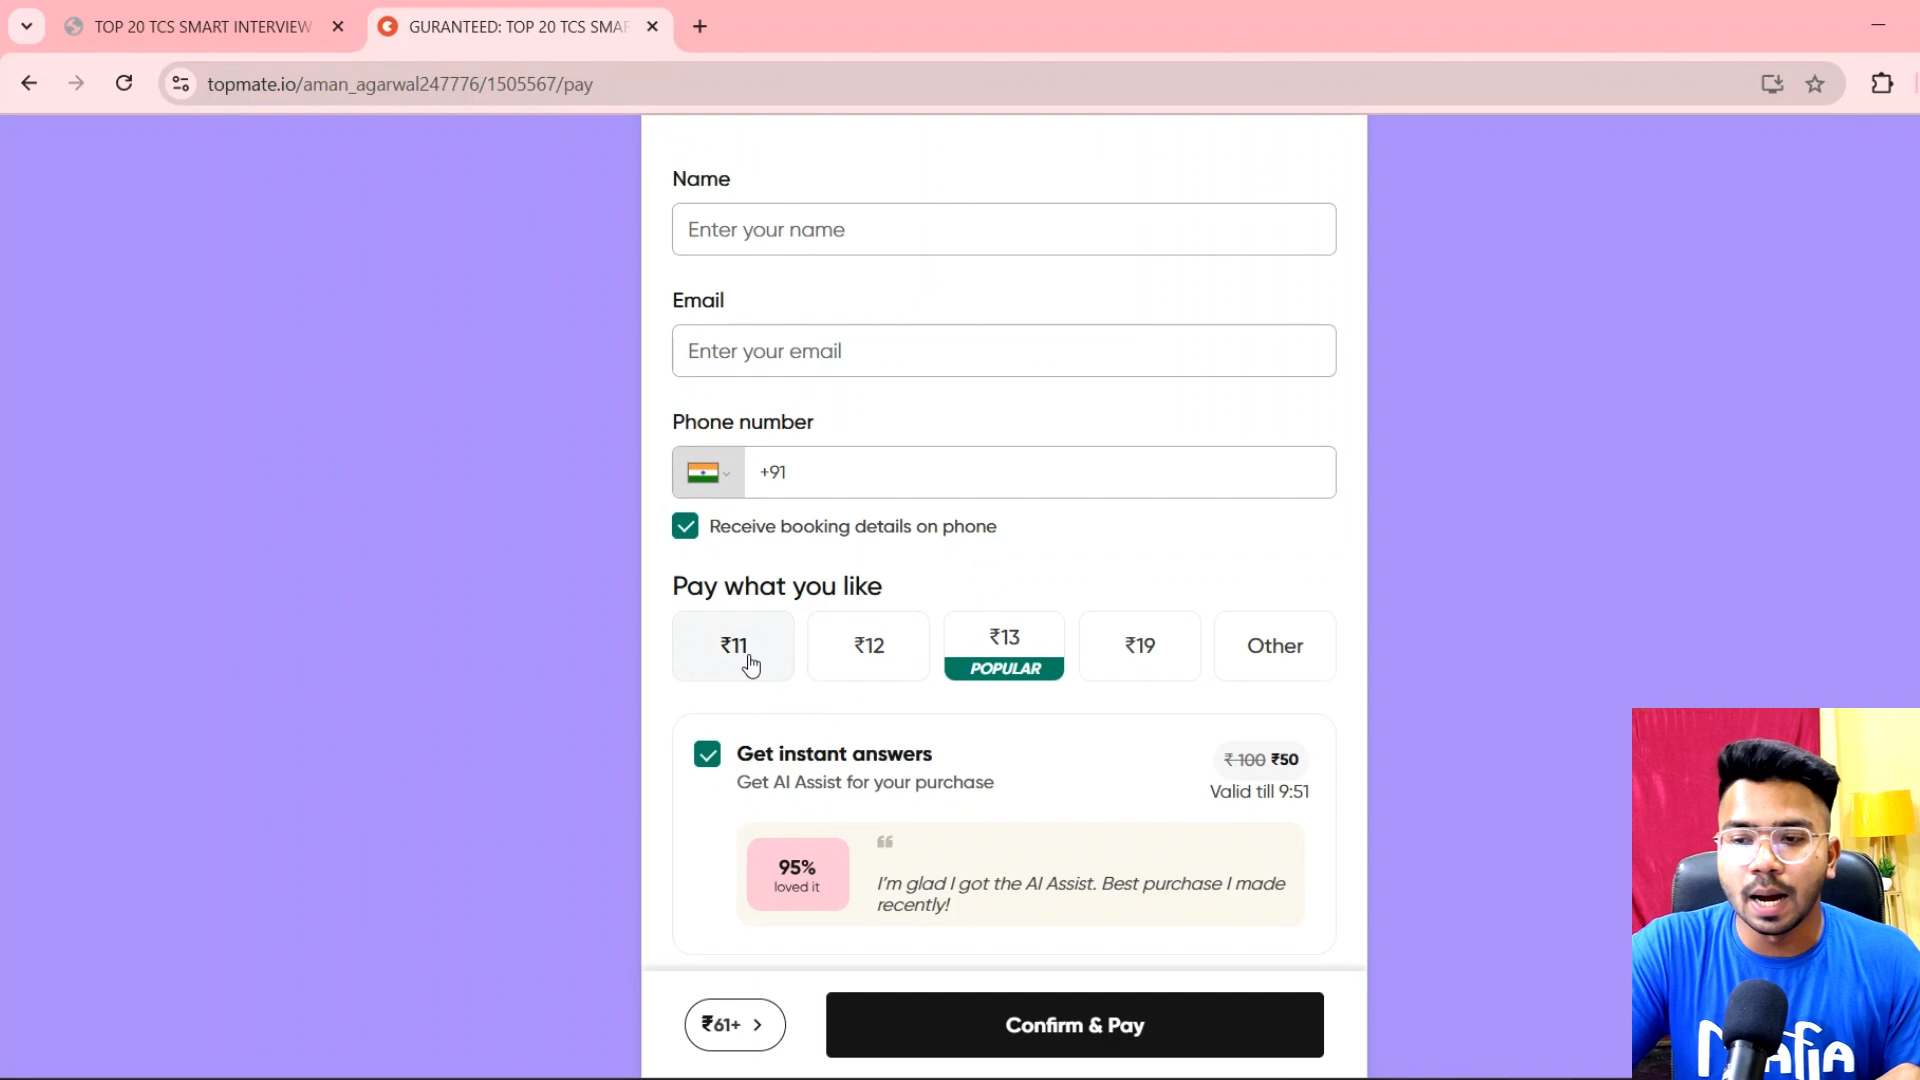 TOP 20 TCS SMART INTERVIEW
GURANTEED: TOP 20 TCS SMAR
topmate.io/aman_agarwal247776/1505567/pay
Name
Enter your name
Email
Enter your email
Phone number
+91
Receive booking details on phone
Pay what you like
₹11
₹12
₹13
POPULAR
₹19
Other
Get instant answers
₹ 100 ₹50
Get AI Assist for your purchase
Valid till 9:51
95%
loved it
“
I'm glad I got the AI Assist. Best purchase I made
recently!
₹61+
Confirm & Pay